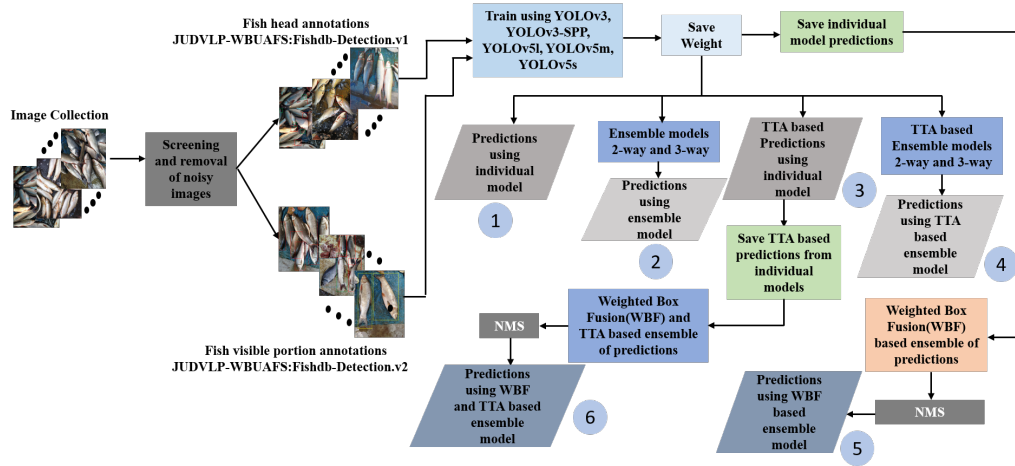 Image Collection
Screening
and removal
of noisy
images
Fish head annotations
JUDVLP-WBUAFS:Fishdb-Detection.v1
Fish visible portion annotations
JUDVLP-WBUAFS:Fishdb-Detection.v2
Train using YOLOv3,
YOLOv3-SPP,
YOLOv5l, YOLOv5m,
YOLOv5s
Save
Weight
Save individual
model predictions
Predictions
using
individual
model
1
Ensemble models
2-way and 3-way
Predictions
using
ensemble
model
2
TTA based
Predictions
using
individual
model
3
TTA based
Ensemble models
2-way and 3-way
Predictions
using TTA
based
ensemble
model
4
Save TTA based
predictions from
individual
models
Weighted Box
Fusion(WBF) and
TTA based ensemble
of predictions
NMS
Predictions
using WBF
and TTA based
ensemble
model
6
Weighted Box
Fusion(WBF)
based ensemble of
predictions
NMS
Predictions
using WBF
based
ensemble
model
5